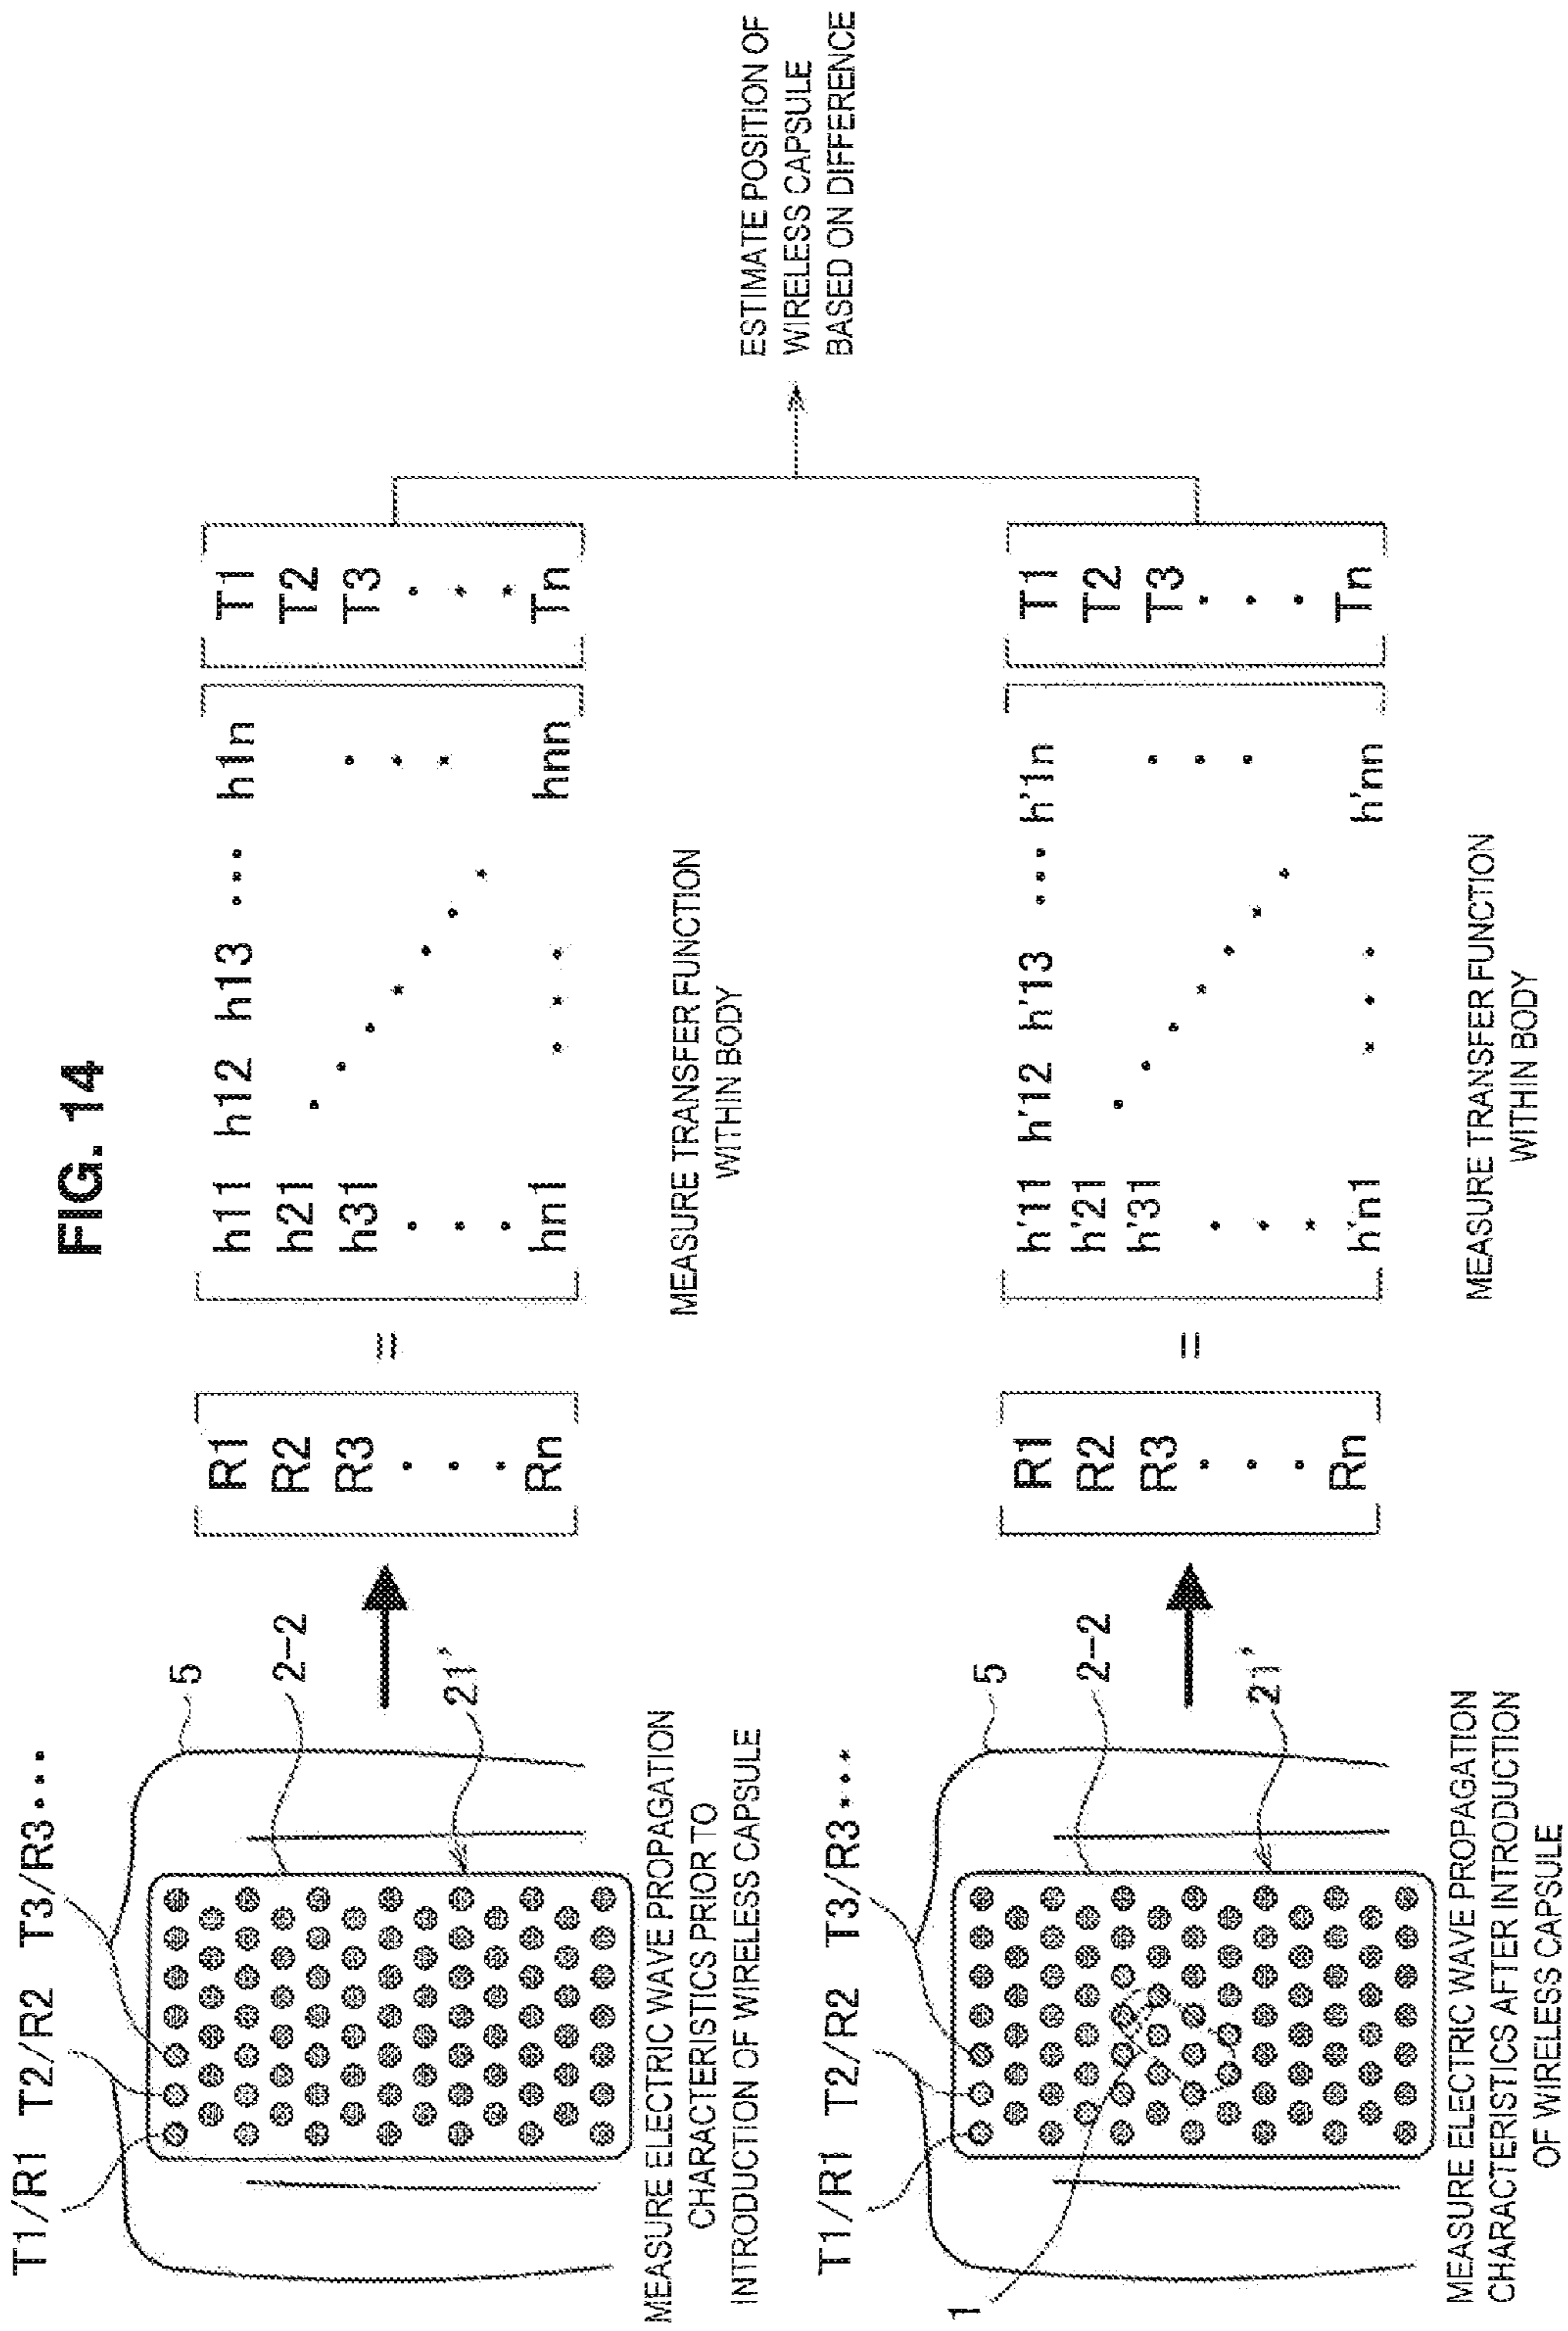 FIG. 14
T1/R1 T2/R2 T3/R3 •••
5
2-2
21'
MEASURE ELECTRIC WAVE PROPAGATION
CHARACTERISTICS PRIOR TO
INTRODUCTION OF WIRELESS CAPSULE
R1
R2
R3
•
•
•
Rn
=
h11 h12 h13 ••• h1n
h21
h31
•
•
•
hn1 ••• hnn
MEASURE TRANSFER FUNCTION
WITHIN BODY
T1
T2
T3
•
•
•
Tn
T1/R1 T2/R2 T3/R3 •••
1
5
2-2
21'
MEASURE ELECTRIC WAVE PROPAGATION
CHARACTERISTICS AFTER INTRODUCTION
OF WIRELESS CAPSULE
R1
R2
R3
•
•
•
Rn
=
h'11 h'12 h'13 ••• h'1n
h'21
h'31
•
•
•
h'n1 ••• h'nn
MEASURE TRANSFER FUNCTION
WITHIN BODY
T1
T2
T3
•
•
•
Tn
ESTIMATE POSITION OF
WIRELESS CAPSULE
BASED ON DIFFERENCE